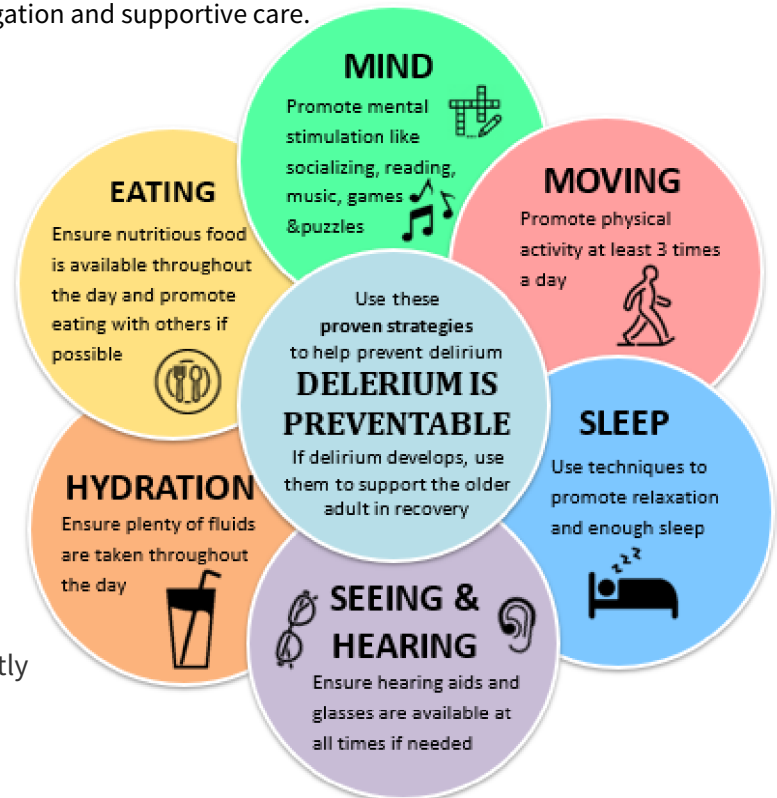 gation and supportive care.
MIND
Promote mental
stimulation like
socializing, reading,
music, games
&puzzles
MOVING
Promote physical
activity at least 3 times
a day
EATING
Ensure nutritious food
is available throughout
the day and promote
eating with others if
possible
Use these
proven strategies
to help prevent delirium
DELERIUM IS
PREVENTABLE
If delirium develops, use
them to support the older
adult in recovery
SLEEP
Use techniques to
promote relaxation
and enough sleep
zzz
HYDRATION
Ensure plenty of fluids
are taken throughout
the day
SEEING &
HEARING
Ensure hearing aids and
glasses are available at
all times if needed
tly